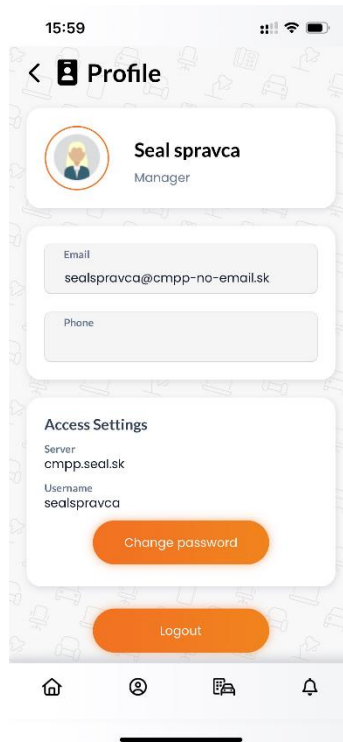 15:59
Profile
Seal spravca
Manager
Email
sealspravca@cmpp-no-email.sk
Phone
Access Settings
Server
cmpp.seal.sk
Username
sealspravca
Change password
Logout